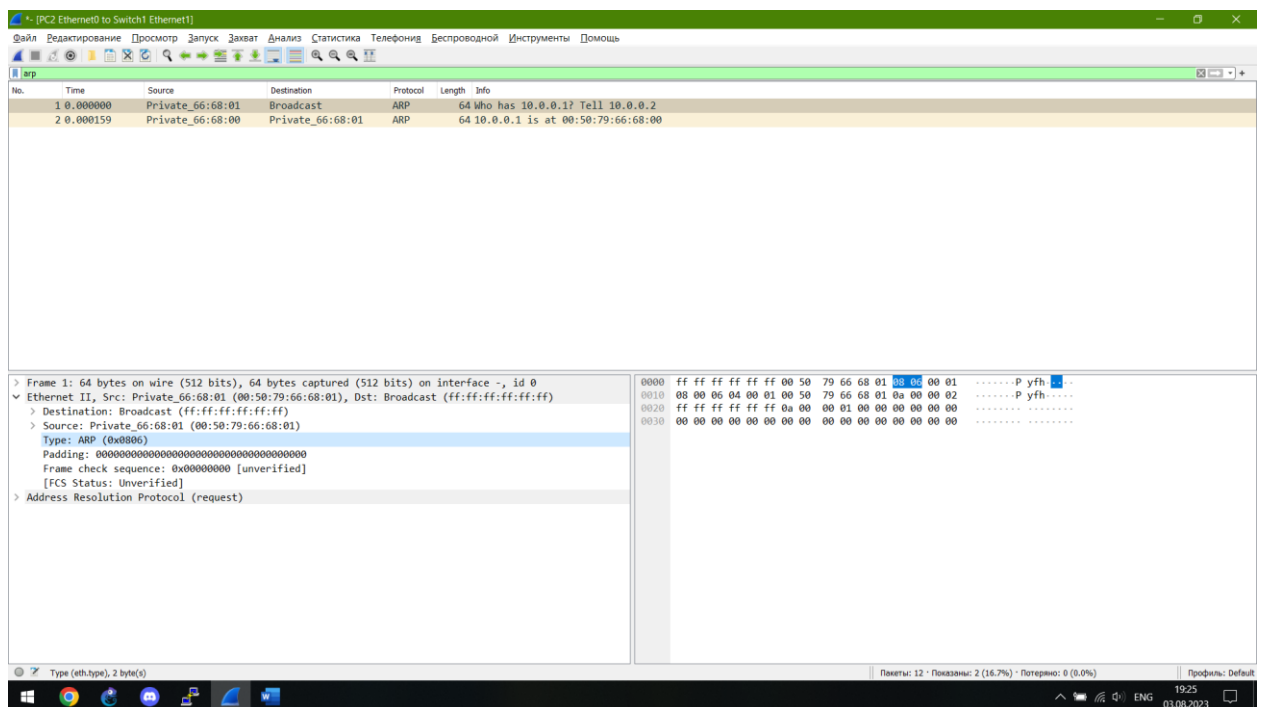 *- [PC2 Ethernet0 to Switch1 Ethernet1]
Файл Редактирование Просмотр Запуск Захват Анализ Статистика Телефония Беспроводной Инструменты Помощь
arp
No. Time Source Destination Protocol Length Info
1 0.000000 Private_66:68:01 Broadcast ARP 64 Who has 10.0.0.1? Tell 10.0.0.2
2 0.000159 Private_66:68:00 Private_66:68:01 ARP 64 10.0.0.1 is at 00:50:79:66:68:00
> Frame 1: 64 bytes on wire (512 bits), 64 bytes captured (512 bits) on interface -, id 0
Ethernet II, Src: Private_66:68:01 (00:50:79:66:68:01), Dst: Broadcast (ff:ff:ff:ff:ff:ff)
> Destination: Broadcast (ff:ff:ff:ff:ff:ff)
> Source: Private_66:68:01 (00:50:79:66:68:01)
Type: ARP (0x0806)
Padding: 000000000000000000000000000000000000
Frame check sequence: 0x00000000 [unverified]
[FCS Status: Unverified]
> Address Resolution Protocol (request)
0000 ff ff ff ff ff ff 00 50 79 66 68 01 08 06 00 01 ·······P yfh·····
0010 08 00 06 04 00 01 00 50 79 66 68 01 0a 00 00 02 ·······P yfh·····
0020 ff ff ff ff ff ff 0a 00 00 01 00 00 00 00 00 00 ········ ········
0030 00 00 00 00 00 00 00 00 00 00 00 00 00 00 00 00 ········ ········
Type (eth.type), 2 byte(s)
Пакеты: 12 · Показаны: 2 (16.7%) · Потеряно: 0 (0.0%)
Профиль: Default
ENG
19:25
03.08.2023